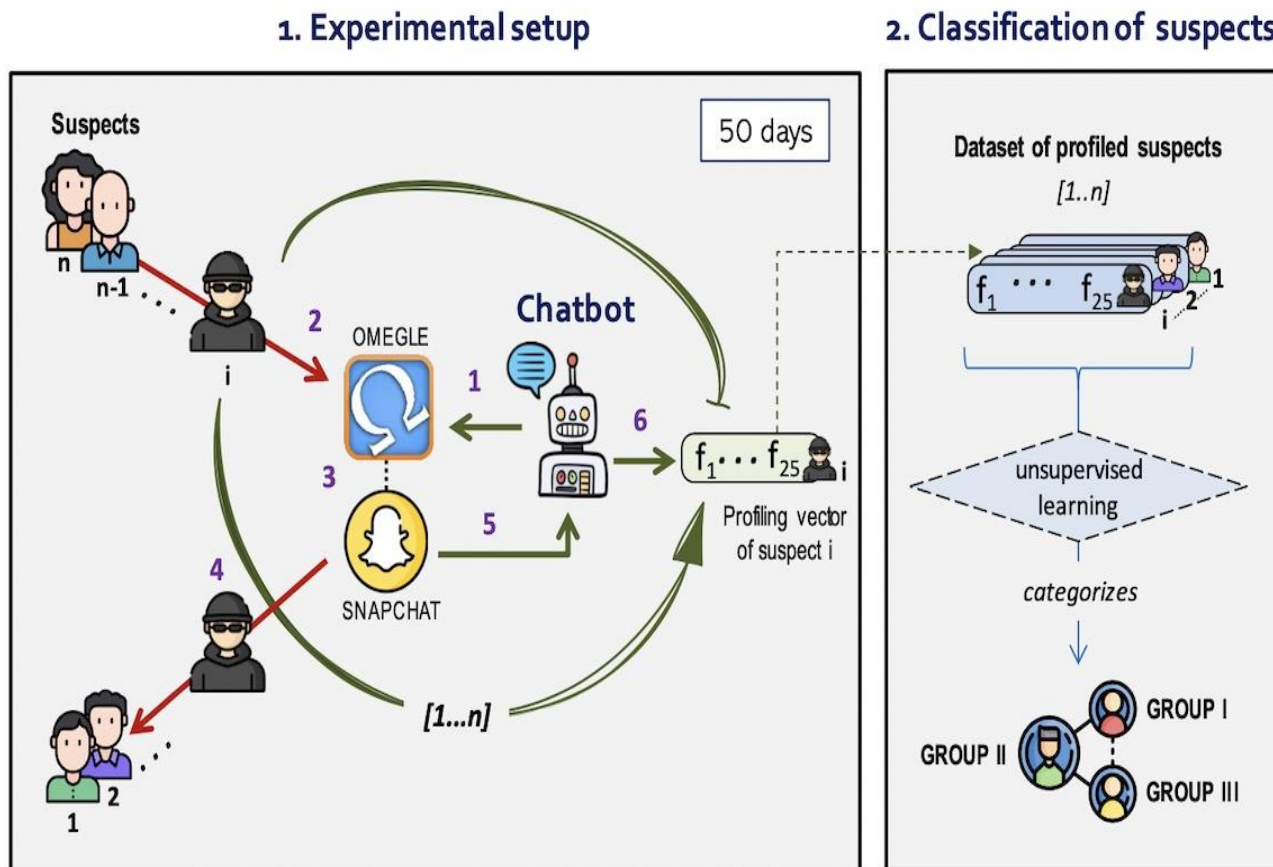 1. Experimental setup
2. Classification of suspects
50 days
Suspects
n
n-1
i
2
OMEGLE
Chatbot
1
6
3
f1 ... f25
i
Profiling vector
of suspect i
5
4
SNAPCHAT
[1...n]
2
1
Dataset of profiled suspects
[1..n]
f1 ... f25
1
2
i
unsupervised
learning
categorizes
GROUP I
GROUP II
GROUP III